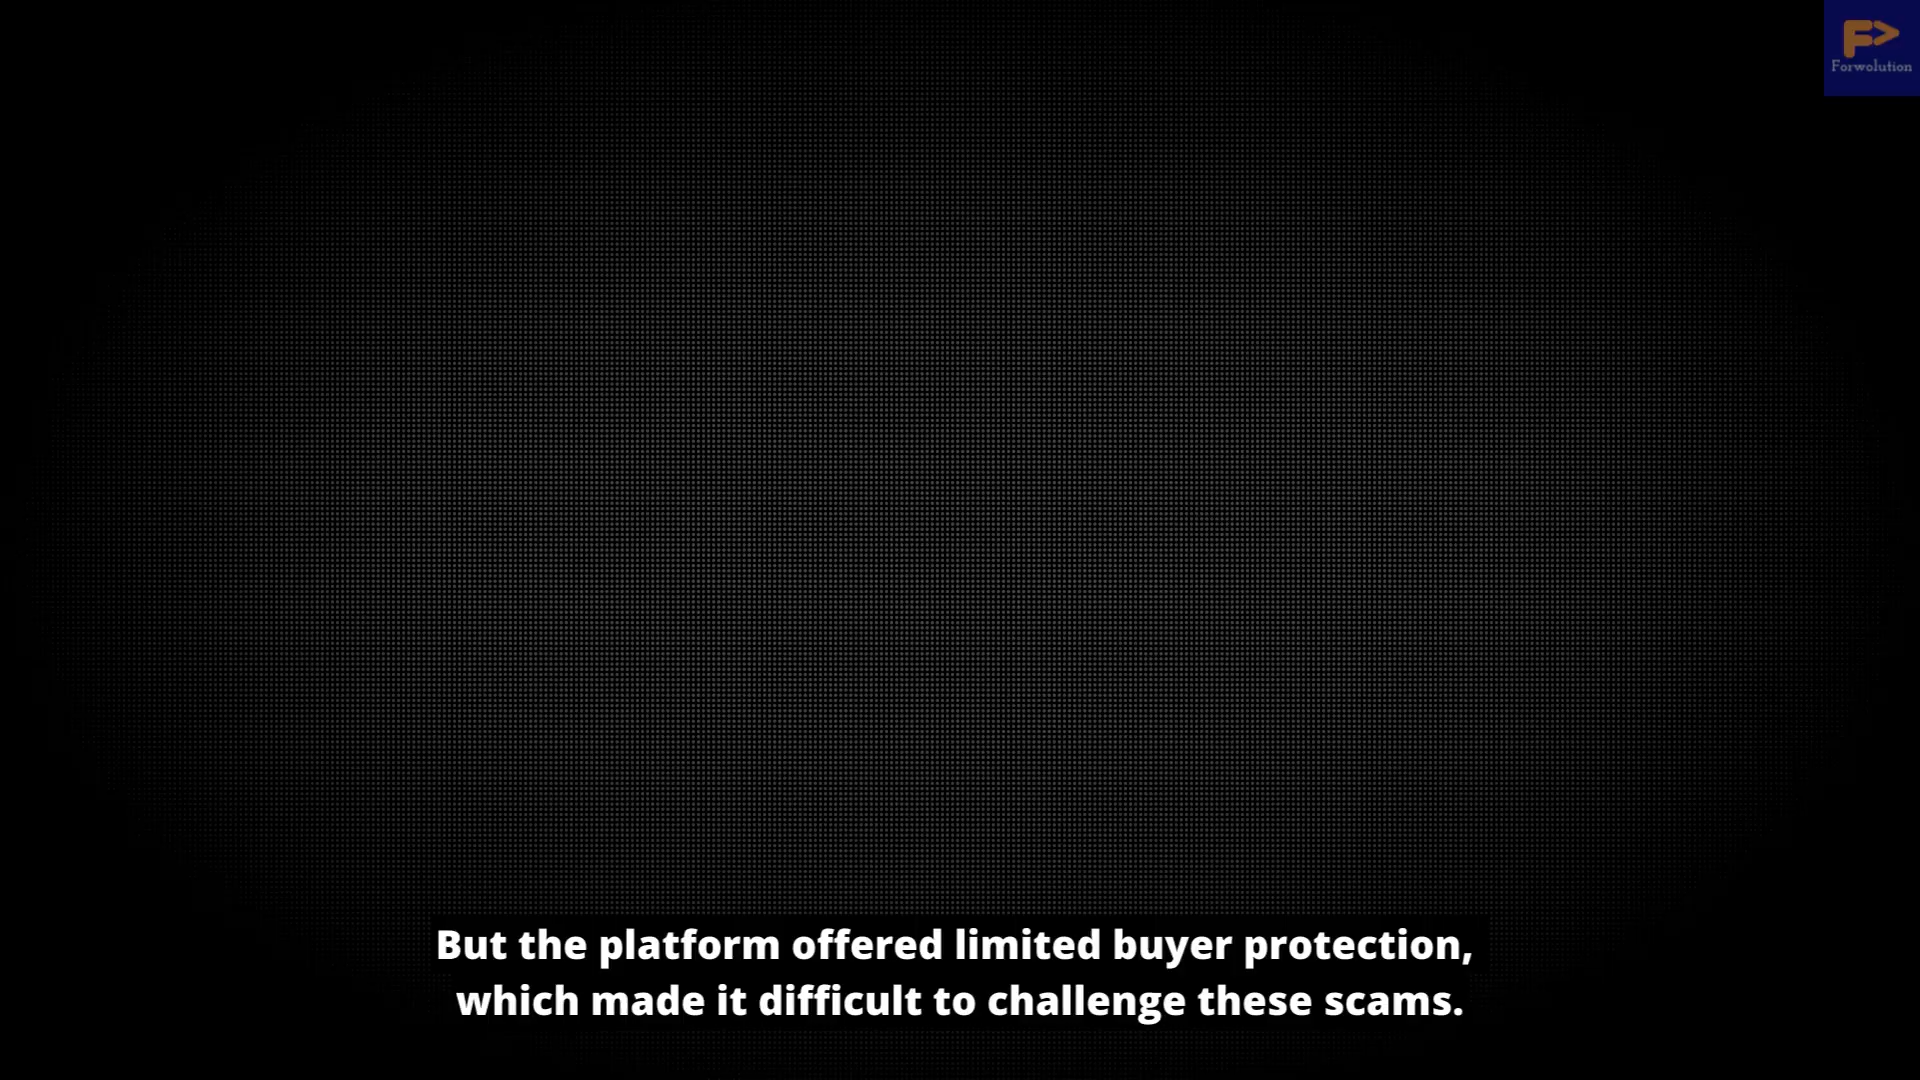 F>
Forwolution
But the platform offered limited buyer protection,
which made it difficult to challenge these scams.